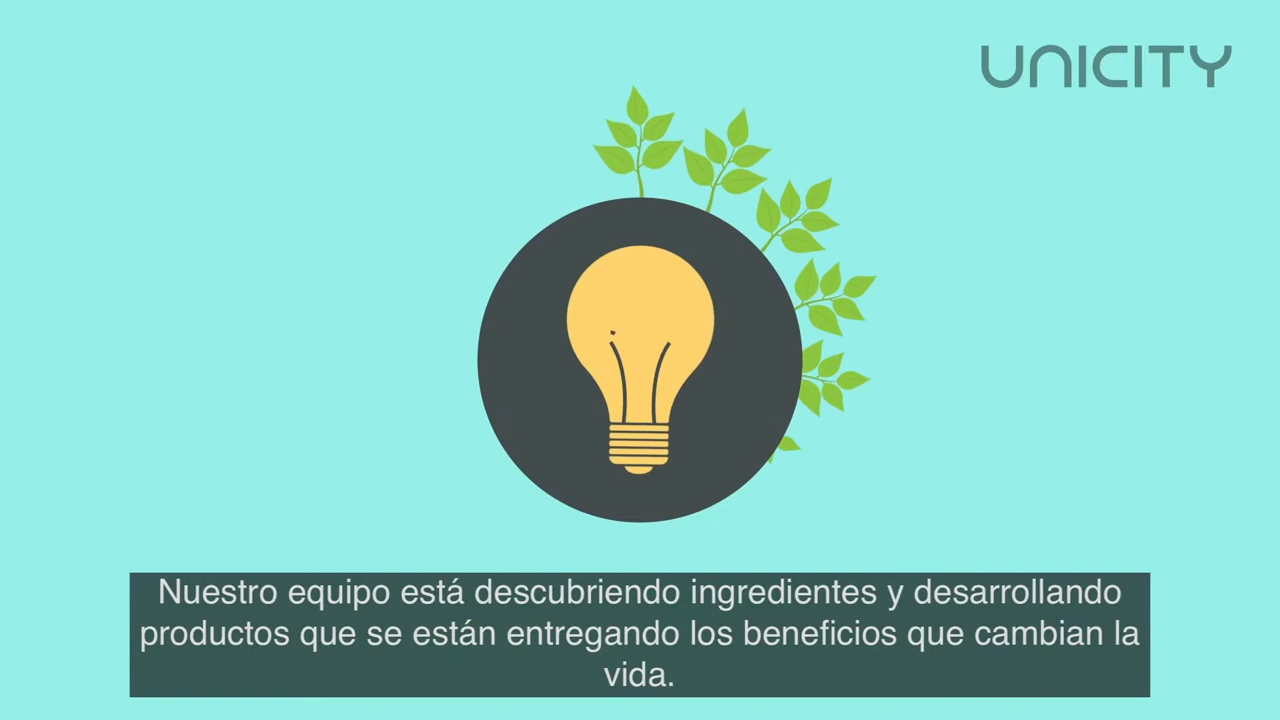 UNICITY
Nuestro equipo está descubriendo ingredientes y desarrollando
productos que se están entregando los beneficios que cambian la
vida.